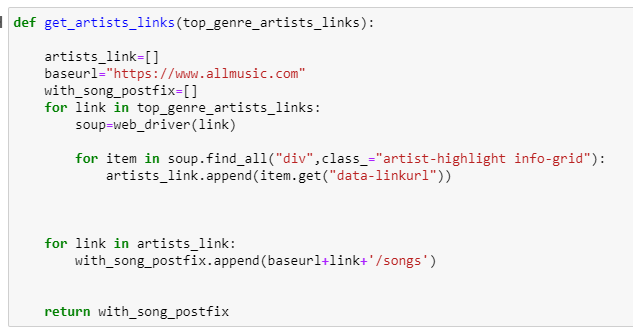 def get_artists_links(top_genre_artists_links):
    artists_link=[]
    baseurl="https://www.allmusic.com"
    with_song_postfix=[]
    for link in top_genre_artists_links:
        soup=web_driver(link)
        for item in soup.find_all("div",class_="artist-highlight info-grid"):
            artists_link.append(item.get("data-linkurl"))
    for link in artists_link:
        with_song_postfix.append(baseurl+link+'/songs')
    return with_song_postfix